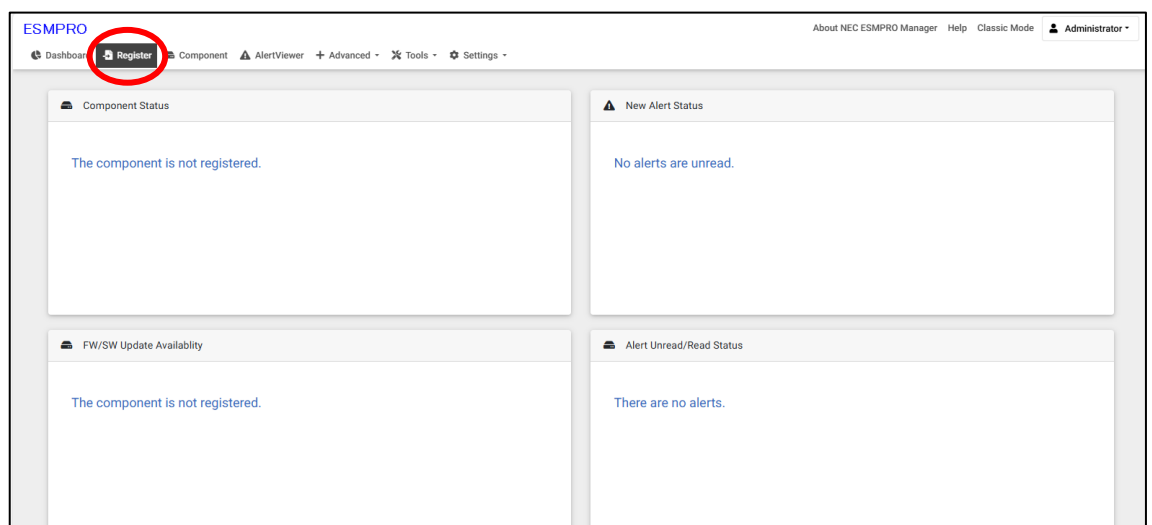 ESMPRO
About NEC ESMPRO Manager Help Classic Mode Administrator
Dashboard Register Component AlertViewer Advanced Tools Settings
Component Status
New Alert Status
The component is not registered.
No alerts are unread.
FW/SW Update Availablity
Alert Unread/Read Status
The component is not registered.
There are no alerts.